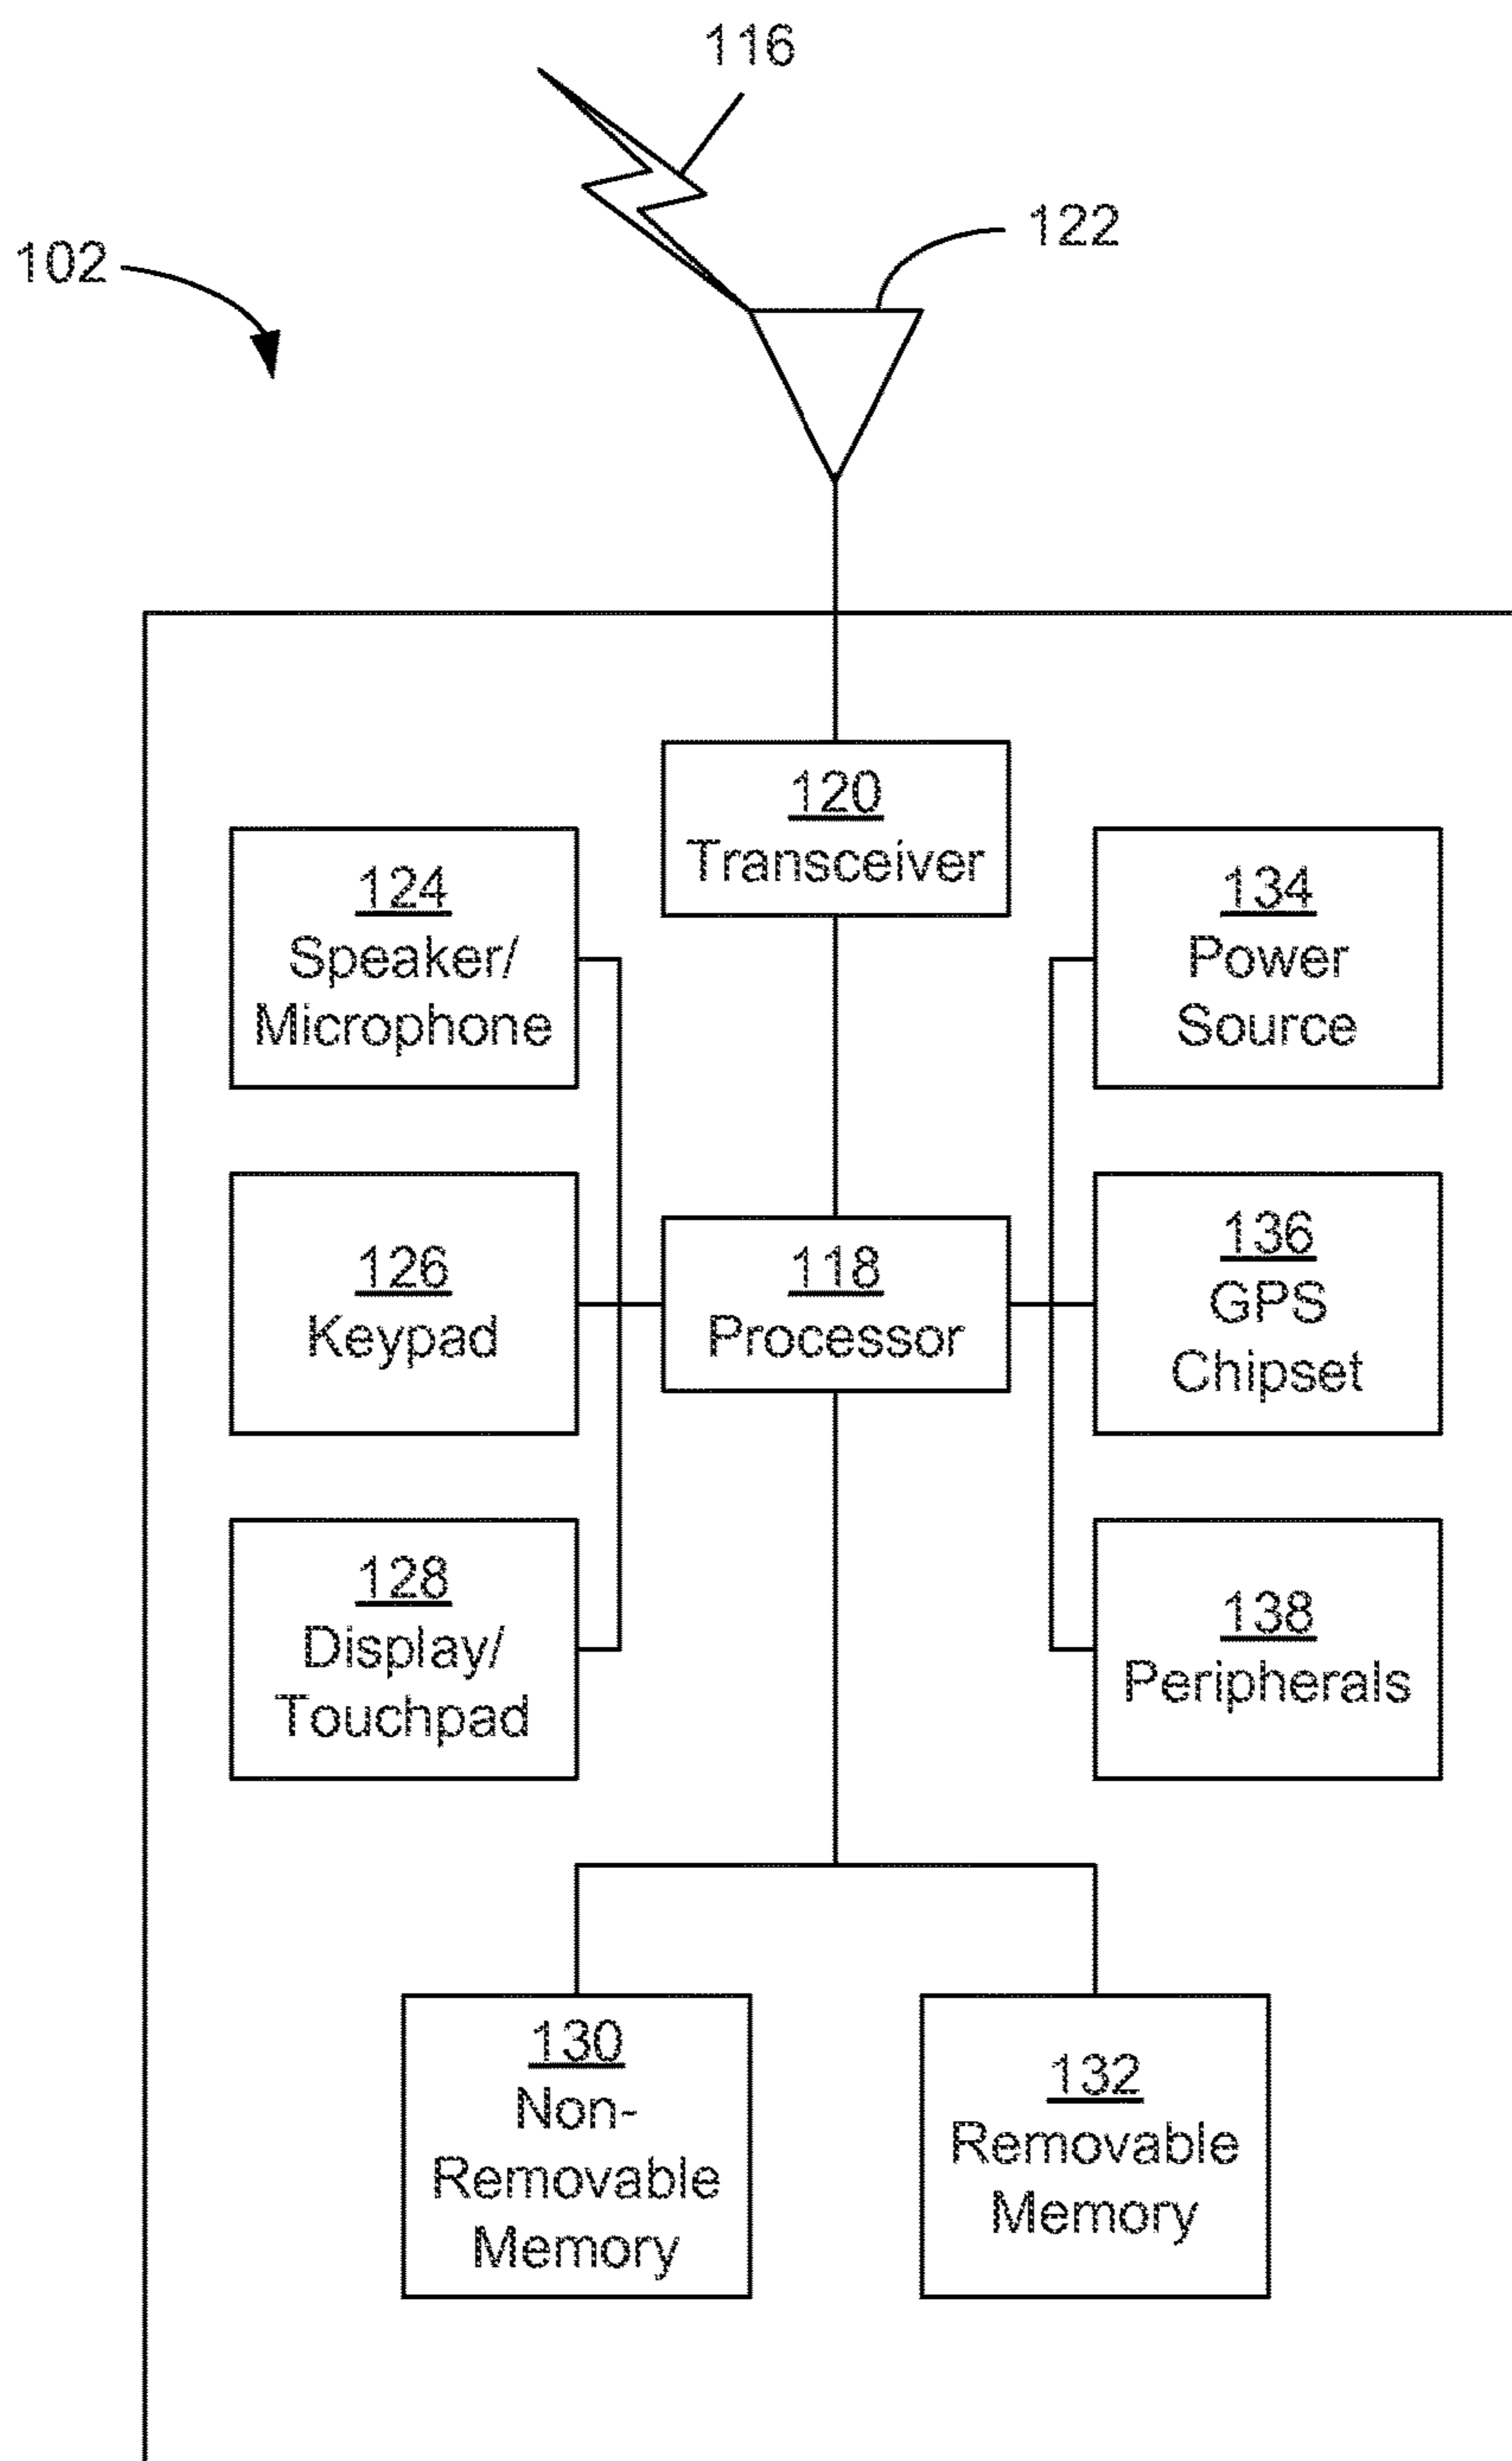 116
122
102
120
Transceiver
124
Speaker/
Microphone
134
Power
Source
126
Keypad
118
Processor
136
GPS
Chipset
128
Display/
Touchpad
138
Peripherals
130
Non-
Removable
Memory
132
Removable
Memory